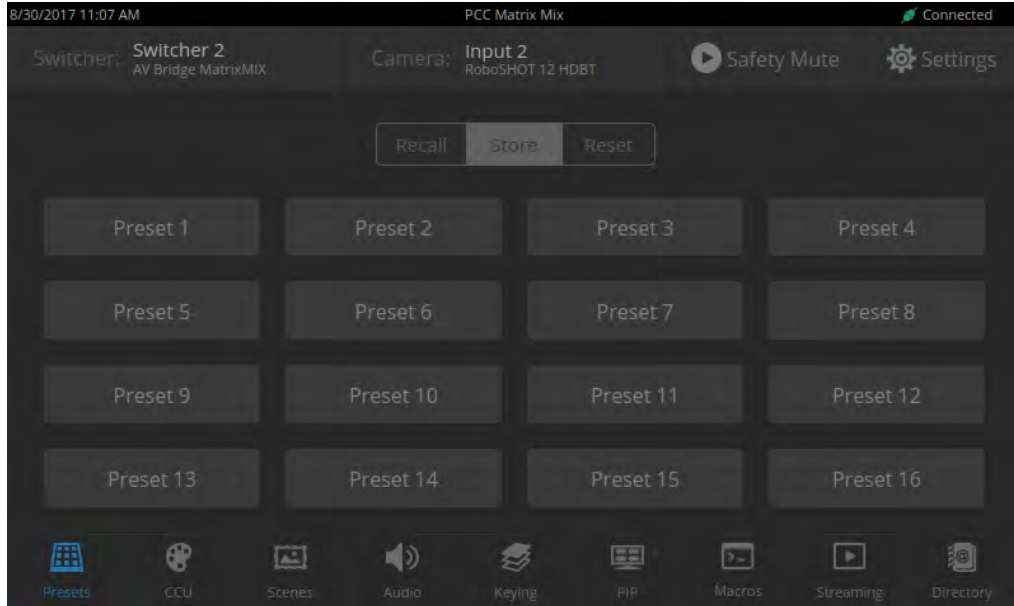 8/30/2017 11:07 AM PCC Matrix Mix Connected
Switcher: Switcher 2 Camera: Input 2 Safety Mute Settings
AV Bridge MatrixMIX RoboSHOT 12 HDBT
Recall Store Reset
Preset 1 Preset 2 Preset 3 Preset 4
Preset 5 Preset 6 Preset 7 Preset 8
Preset 9 Preset 10 Preset 11 Preset 12
Preset 13 Preset 14 Preset 15 Preset 16
Presets CCU Scenes Audio Keying PIP Macros Streaming Directory